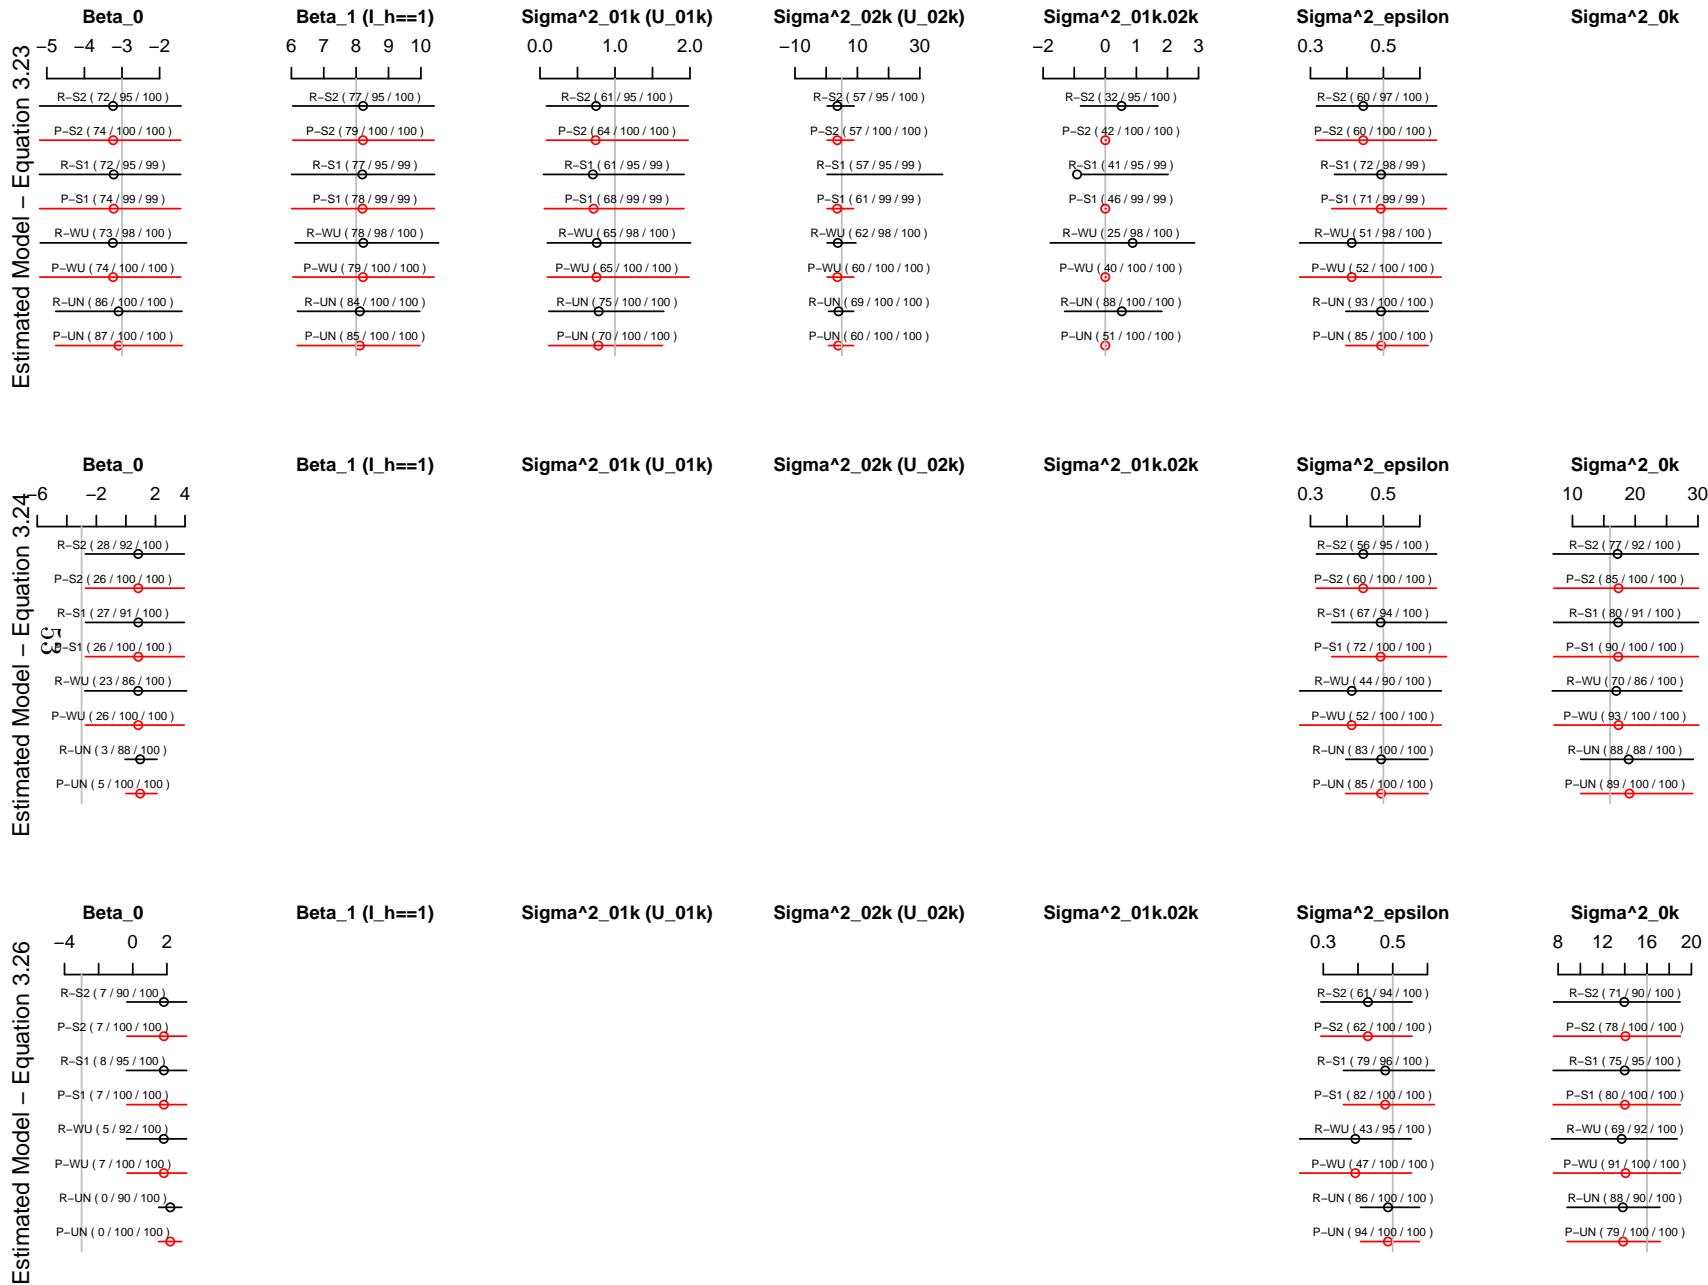 Beta_0 Beta_1 (I_h==1) Sigma^2_01k (U_01k) Sigma^2_02k (U_02k) Sigma^2_01k.02k Sigma^2_epsilon Sigma^2_0k
−5 −4 −3 −2 6 7 8 9 10 0.0 1.0 2.0 −10 10 30 −2 0 1 2 3 0.3 0.5
Estimated Model − Equation 3.23
R−S2 ( 72 / 95 / 100 ) R−S2 ( 77 / 95 / 100 ) R−S2 ( 61 / 95 / 100 ) R−S2 ( 57 / 95 / 100 ) R−S2 ( 32 / 95 / 100 ) R−S2 ( 60 / 97 / 100 )
P−S2 ( 74 / 100 / 100 ) P−S2 ( 79 / 100 / 100 ) P−S2 ( 64 / 100 / 100 ) P−S2 ( 57 / 100 / 100 ) P−S2 ( 42 / 100 / 100 ) P−S2 ( 60 / 100 / 100 )
R−S1 ( 72 / 95 / 99 ) R−S1 ( 77 / 95 / 99 ) R−S1 ( 61 / 95 / 99 ) R−S1 ( 57 / 95 / 99 ) R−S1 ( 41 / 95 / 99 ) R−S1 ( 72 / 98 / 99 )
P−S1 ( 74 / 99 / 99 ) P−S1 ( 78 / 99 / 99 ) P−S1 ( 68 / 99 / 99 ) P−S1 ( 61 / 99 / 99 ) P−S1 ( 46 / 99 / 99 ) P−S1 ( 71 / 99 / 99 )
R−WU ( 73 / 98 / 100 ) R−WU ( 78 / 98 / 100 ) R−WU ( 65 / 98 / 100 ) R−WU ( 62 / 98 / 100 ) R−WU ( 25 / 98 / 100 ) R−WU ( 51 / 98 / 100 )
P−WU ( 74 / 100 / 100 ) P−WU ( 79 / 100 / 100 ) P−WU ( 65 / 100 / 100 ) P−WU ( 60 / 100 / 100 ) P−WU ( 40 / 100 / 100 ) P−WU ( 52 / 100 / 100 )
R−UN ( 86 / 100 / 100 ) R−UN ( 84 / 100 / 100 ) R−UN ( 75 / 100 / 100 ) R−UN ( 69 / 100 / 100 ) R−UN ( 88 / 100 / 100 ) R−UN ( 93 / 100 / 100 )
P−UN ( 87 / 100 / 100 ) P−UN ( 85 / 100 / 100 ) P−UN ( 70 / 100 / 100 ) P−UN ( 60 / 100 / 100 ) P−UN ( 51 / 100 / 100 ) P−UN ( 85 / 100 / 100 )
Beta_0 Beta_1 (I_h==1) Sigma^2_01k (U_01k) Sigma^2_02k (U_02k) Sigma^2_01k.02k Sigma^2_epsilon Sigma^2_0k
−6 −2 2 4 0.3 0.5 10 20 30
Estimated Model − Equation 3.24
R−S2 ( 28 / 92 / 100 ) R−S2 ( 56 / 95 / 100 ) R−S2 ( 77 / 92 / 100 )
P−S2 ( 26 / 100 / 100 ) P−S2 ( 60 / 100 / 100 ) P−S2 ( 85 / 100 / 100 )
R−S1 ( 27 / 91 / 100 ) R−S1 ( 67 / 94 / 100 ) R−S1 ( 80 / 91 / 100 )
53
P−S1 ( 26 / 100 / 100 ) P−S1 ( 72 / 100 / 100 ) P−S1 ( 90 / 100 / 100 )
R−WU ( 23 / 86 / 100 ) R−WU ( 44 / 90 / 100 ) R−WU ( 70 / 86 / 100 )
P−WU ( 26 / 100 / 100 ) P−WU ( 52 / 100 / 100 ) P−WU ( 93 / 100 / 100 )
R−UN ( 3 / 88 / 100 ) R−UN ( 83 / 100 / 100 ) R−UN ( 88 / 88 / 100 )
P−UN ( 5 / 100 / 100 ) P−UN ( 85 / 100 / 100 ) P−UN ( 89 / 100 / 100 )
Beta_0 Beta_1 (I_h==1) Sigma^2_01k (U_01k) Sigma^2_02k (U_02k) Sigma^2_01k.02k Sigma^2_epsilon Sigma^2_0k
−4 0 2 0.3 0.5 8 12 16 20
Estimated Model − Equation 3.26
R−S2 ( 7 / 90 / 100 ) R−S2 ( 61 / 94 / 100 ) R−S2 ( 71 / 90 / 100 )
P−S2 ( 7 / 100 / 100 ) P−S2 ( 62 / 100 / 100 ) P−S2 ( 78 / 100 / 100 )
R−S1 ( 8 / 95 / 100 ) R−S1 ( 79 / 96 / 100 ) R−S1 ( 75 / 95 / 100 )
P−S1 ( 7 / 100 / 100 ) P−S1 ( 82 / 100 / 100 ) P−S1 ( 80 / 100 / 100 )
R−WU ( 5 / 92 / 100 ) R−WU ( 43 / 95 / 100 ) R−WU ( 69 / 92 / 100 )
P−WU ( 7 / 100 / 100 ) P−WU ( 47 / 100 / 100 ) P−WU ( 91 / 100 / 100 )
R−UN ( 0 / 90 / 100 ) R−UN ( 86 / 100 / 100 ) R−UN ( 88 / 90 / 100 )
P−UN ( 0 / 100 / 100 ) P−UN ( 94 / 100 / 100 ) P−UN ( 79 / 100 / 100 )